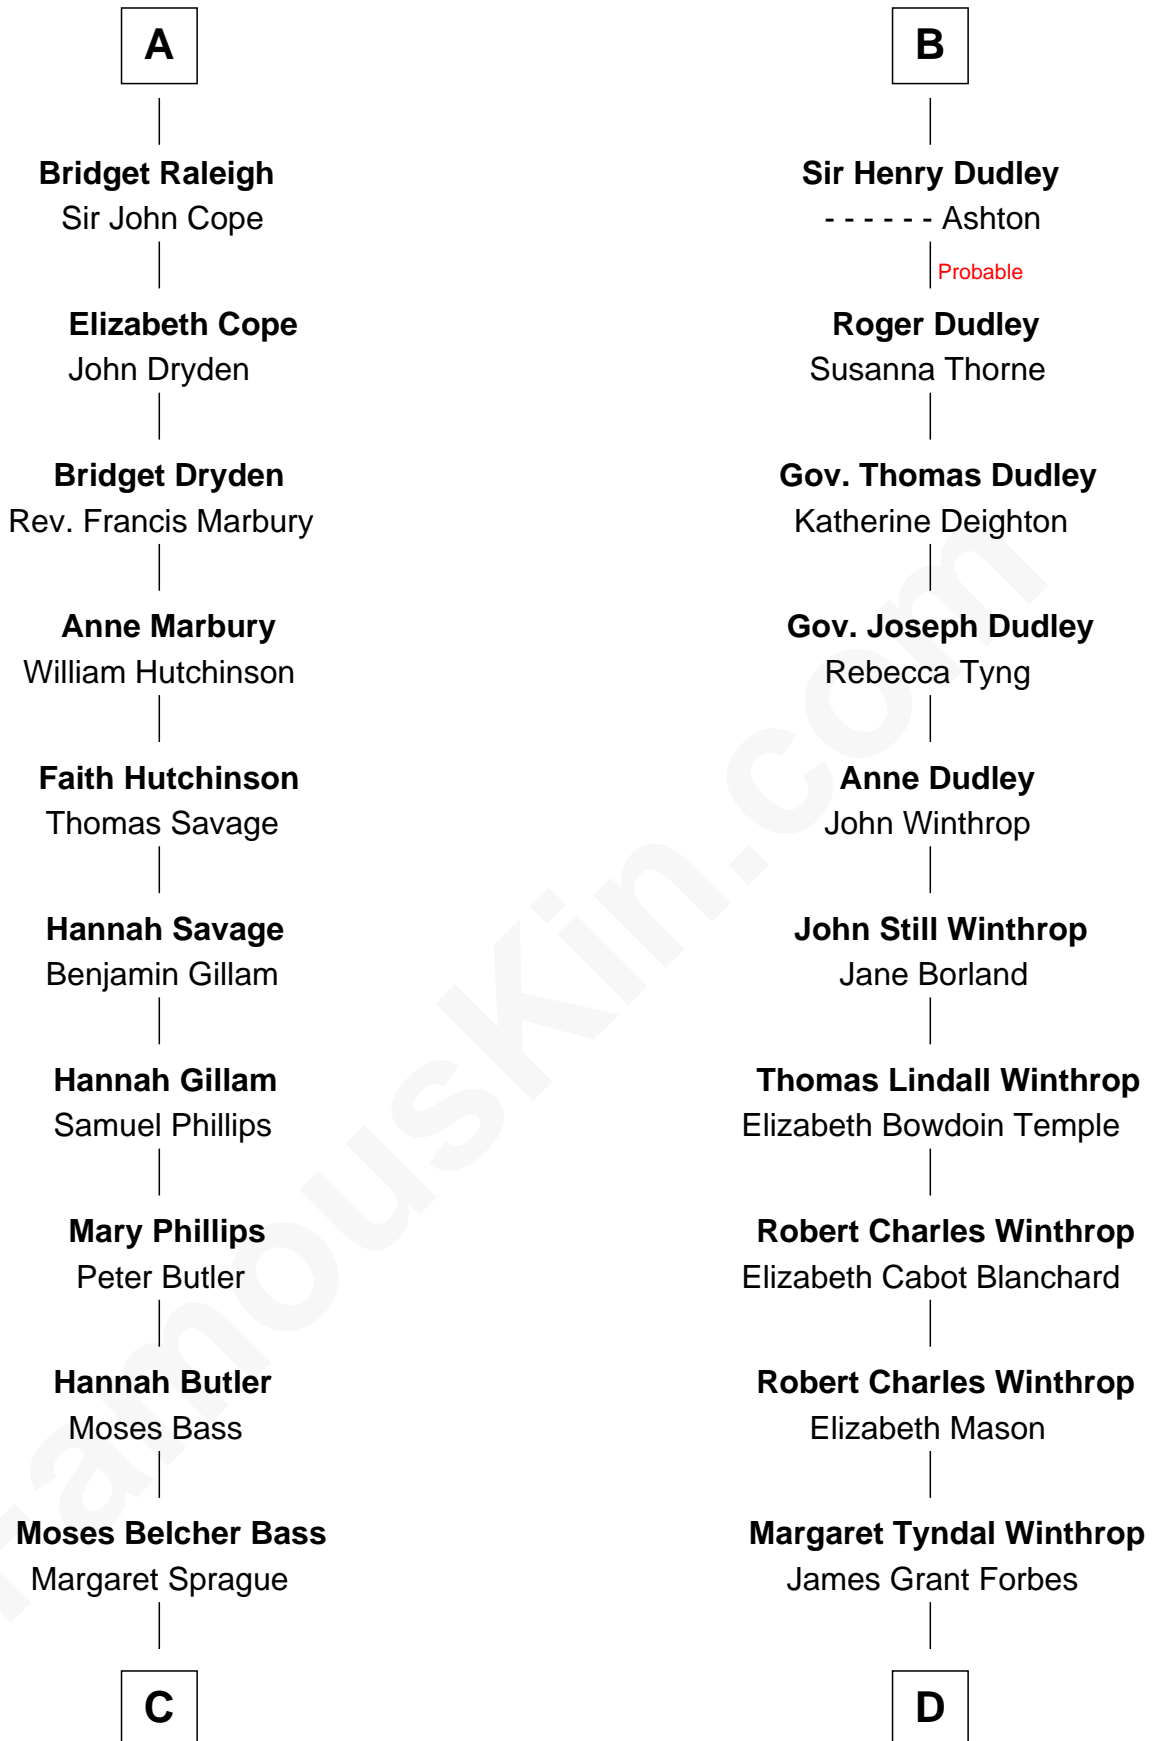 A
Bridget Raleigh
Sir John Cope
Elizabeth Cope
John Dryden
Bridget Dryden
Rev. Francis Marbury
Anne Marbury
William Hutchinson
Faith Hutchinson
Thomas Savage
Hannah Savage
Benjamin Gillam
Hannah Gillam
Samuel Phillips
Mary Phillips
Peter Butler
Hannah Butler
Moses Bass
Moses Belcher Bass
Margaret Sprague
C
B
Sir Henry Dudley
- - - - - - Ashton
Probable
Roger Dudley
Susanna Thorne
Gov. Thomas Dudley
Katherine Deighton
Gov. Joseph Dudley
Rebecca Tyng
Anne Dudley
John Winthrop
John Still Winthrop
Jane Borland
Thomas Lindall Winthrop
Elizabeth Bowdoin Temple
Robert Charles Winthrop
Elizabeth Cabot Blanchard
Robert Charles Winthrop
Elizabeth Mason
Margaret Tyndal Winthrop
James Grant Forbes
D
FamousKin.com